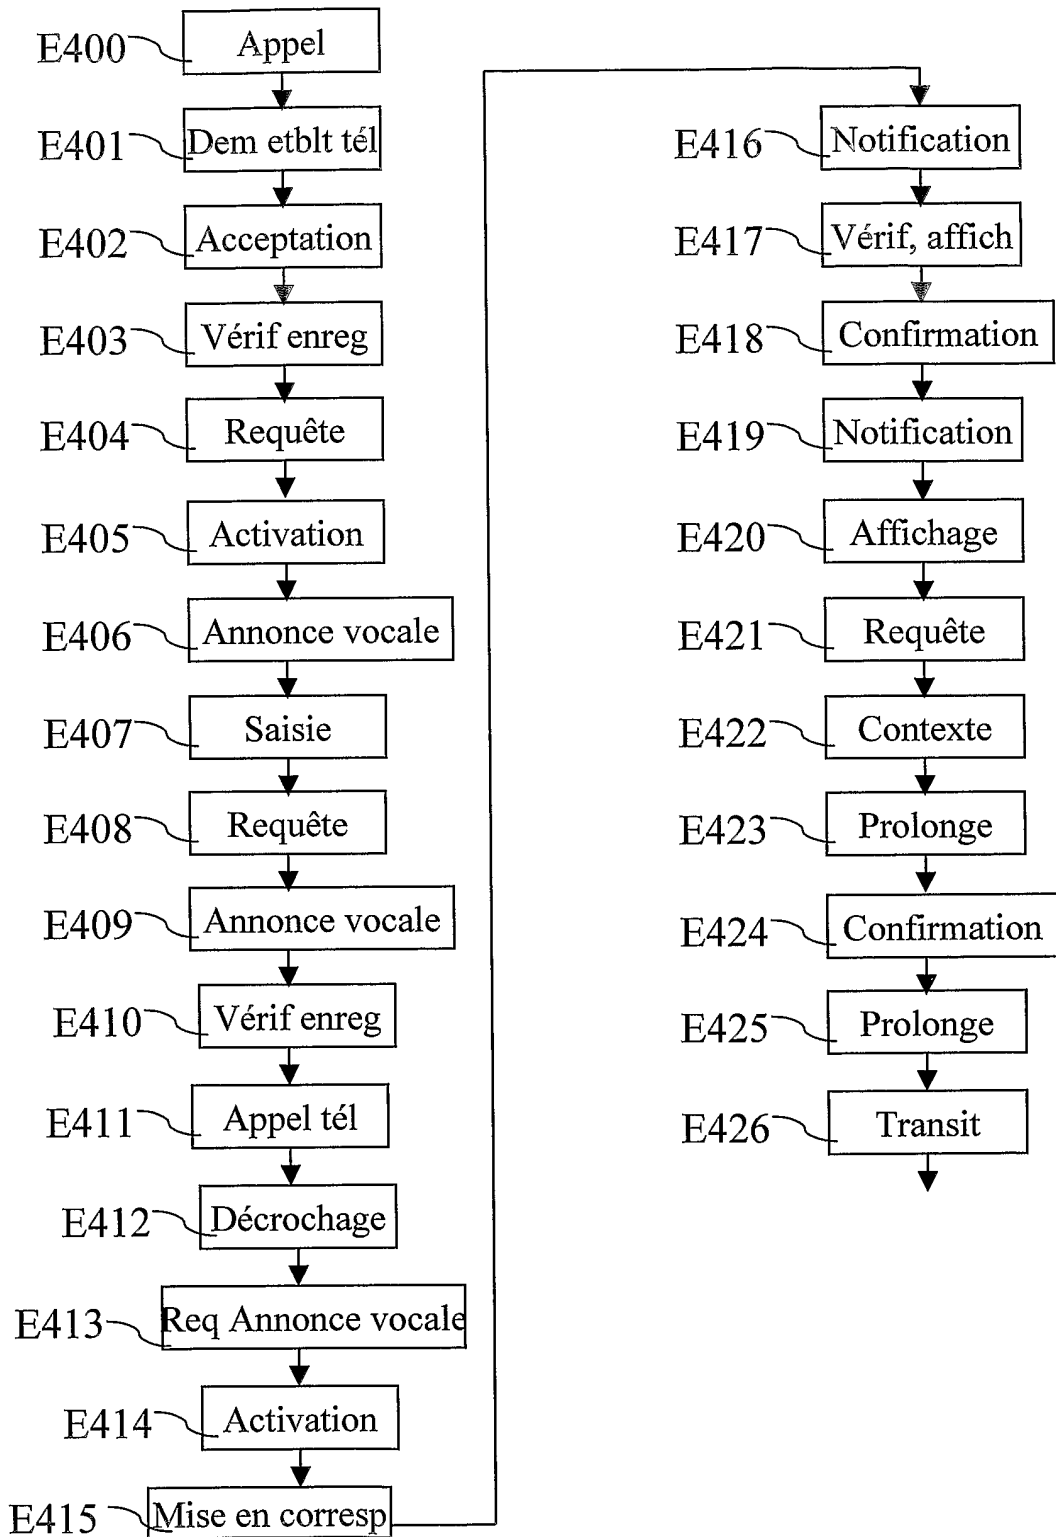 E400 Appel
E401 Dem etblt tél
E402 Acceptation
E403 Vérif enreg
E404 Requête
E405 Activation
E406 Annonce vocale
E407 Saisie
E408 Requête
E409 Annonce vocale
E410 Vérif enreg
E411 Appel tél
E412 Décrochage
E413 Req Annonce vocale
E414 Activation
E415 Mise en corresp
E416 Notification
E417 Vérif, affich
E418 Confirmation
E419 Notification
E420 Affichage
E421 Requête
E422 Contexte
E423 Prolonge
E424 Confirmation
E425 Prolonge
E426 Transit